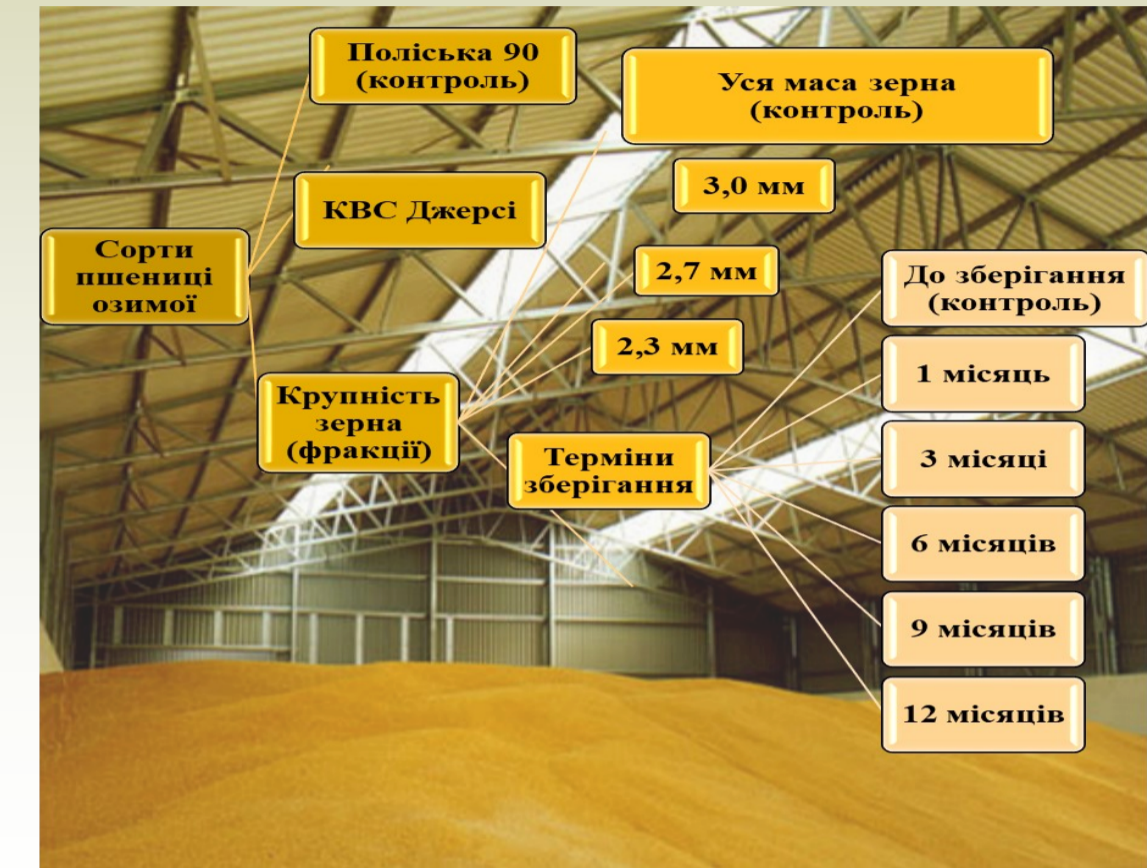 Сорти
пшениці
озимої
Поліська 90
(контроль)
КВС Джерсі
Крупність
зерна
(фракції)
Уся маса зерна
(контроль)
3,0 мм
2,7 мм
2,3 мм
Терміни
зберігання
До зберігання
(контроль)
1 місяць
3 місяці
6 місяців
9 місяців
12 місяців